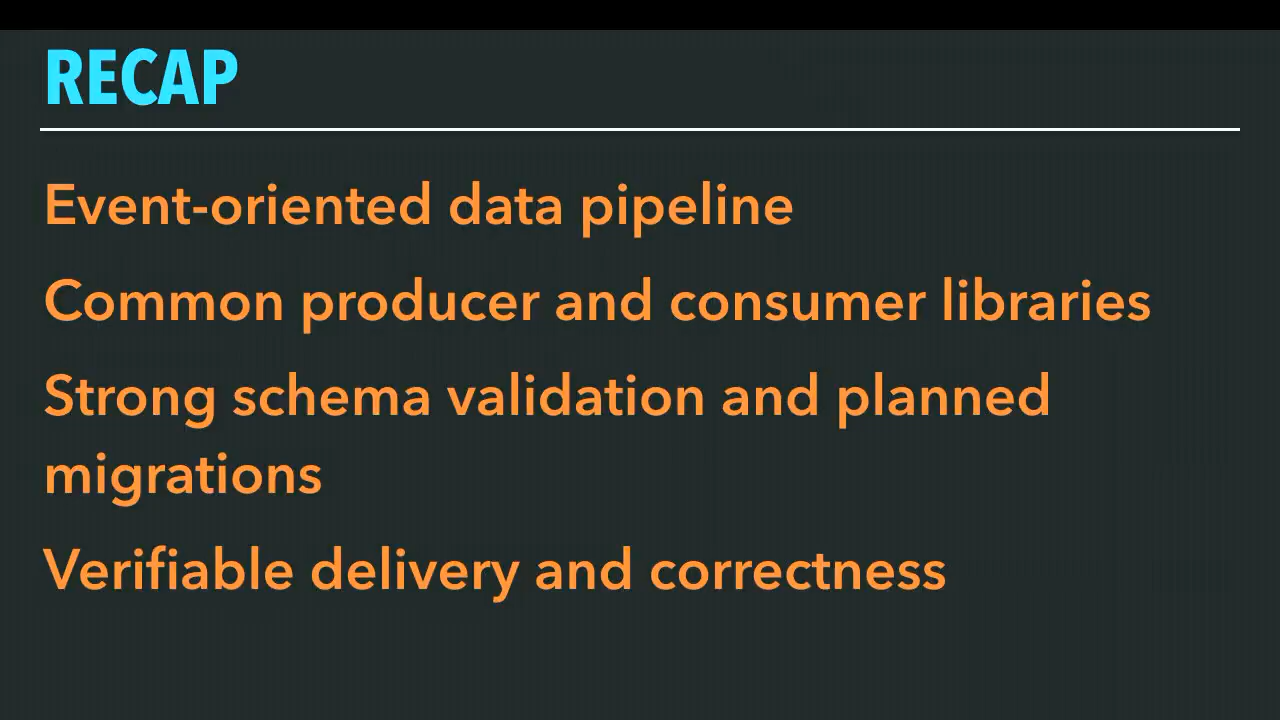 RECAP
Event-oriented data pipeline
Common producer and consumer libraries
Strong schema validation and planned
migrations
Verifiable delivery and correctness